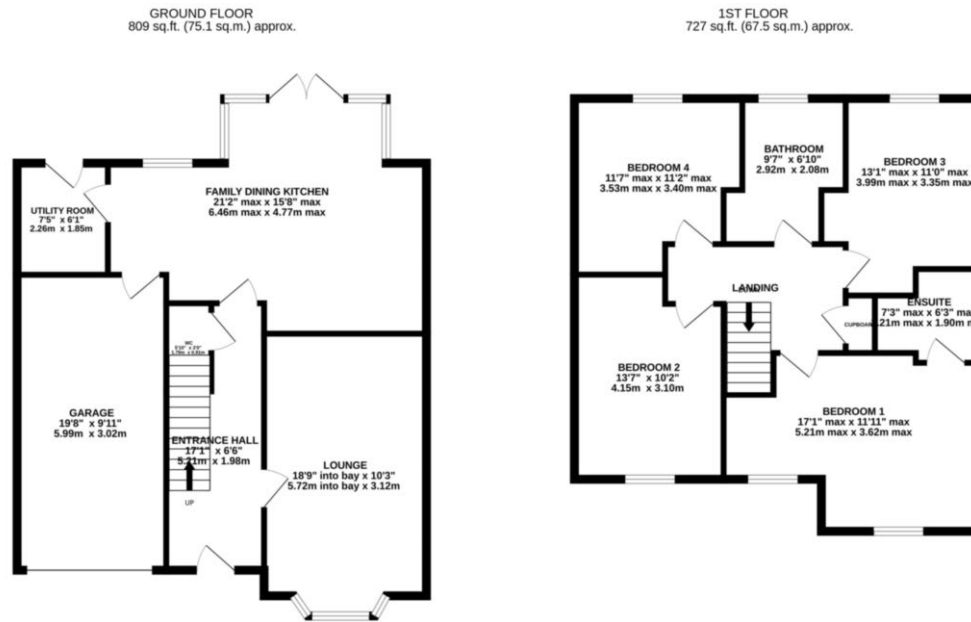 GROUND FLOOR
809 sq.ft. (75.1 sq.m.) approx.
1ST FLOOR
727 sq.ft. (67.5 sq.m.) approx.
UTILITY ROOM
7'5" x 6'1"
2.26m x 1.85m
FAMILY DINING KITCHEN
21'2" max x 15'8" max
6.46m max x 4.77m max
WC
GARAGE
19'8" x 9'11"
5.99m x 3.02m
ENTRANCE HALL
17'1" x 6'6"
5.21m x 1.98m
UP
LOUNGE
18'9" into bay x 10'3"
5.72m into bay x 3.12m
BEDROOM 4
11'7" max x 11'2" max
3.53m max x 3.40m max
BATHROOM
9'7" x 6'10"
2.92m x 2.08m
BEDROOM 3
13'1" max x 11'0" max
3.99m max x 3.35m max
LANDING
CUPBOAR
ENSUITE
7'3" max x 6'3" ma
.21m max x 1.90m m
BEDROOM 2
13'7" x 10'2"
4.15m x 3.10m
BEDROOM 1
17'1" max x 11'11" max
5.21m max x 3.62m max